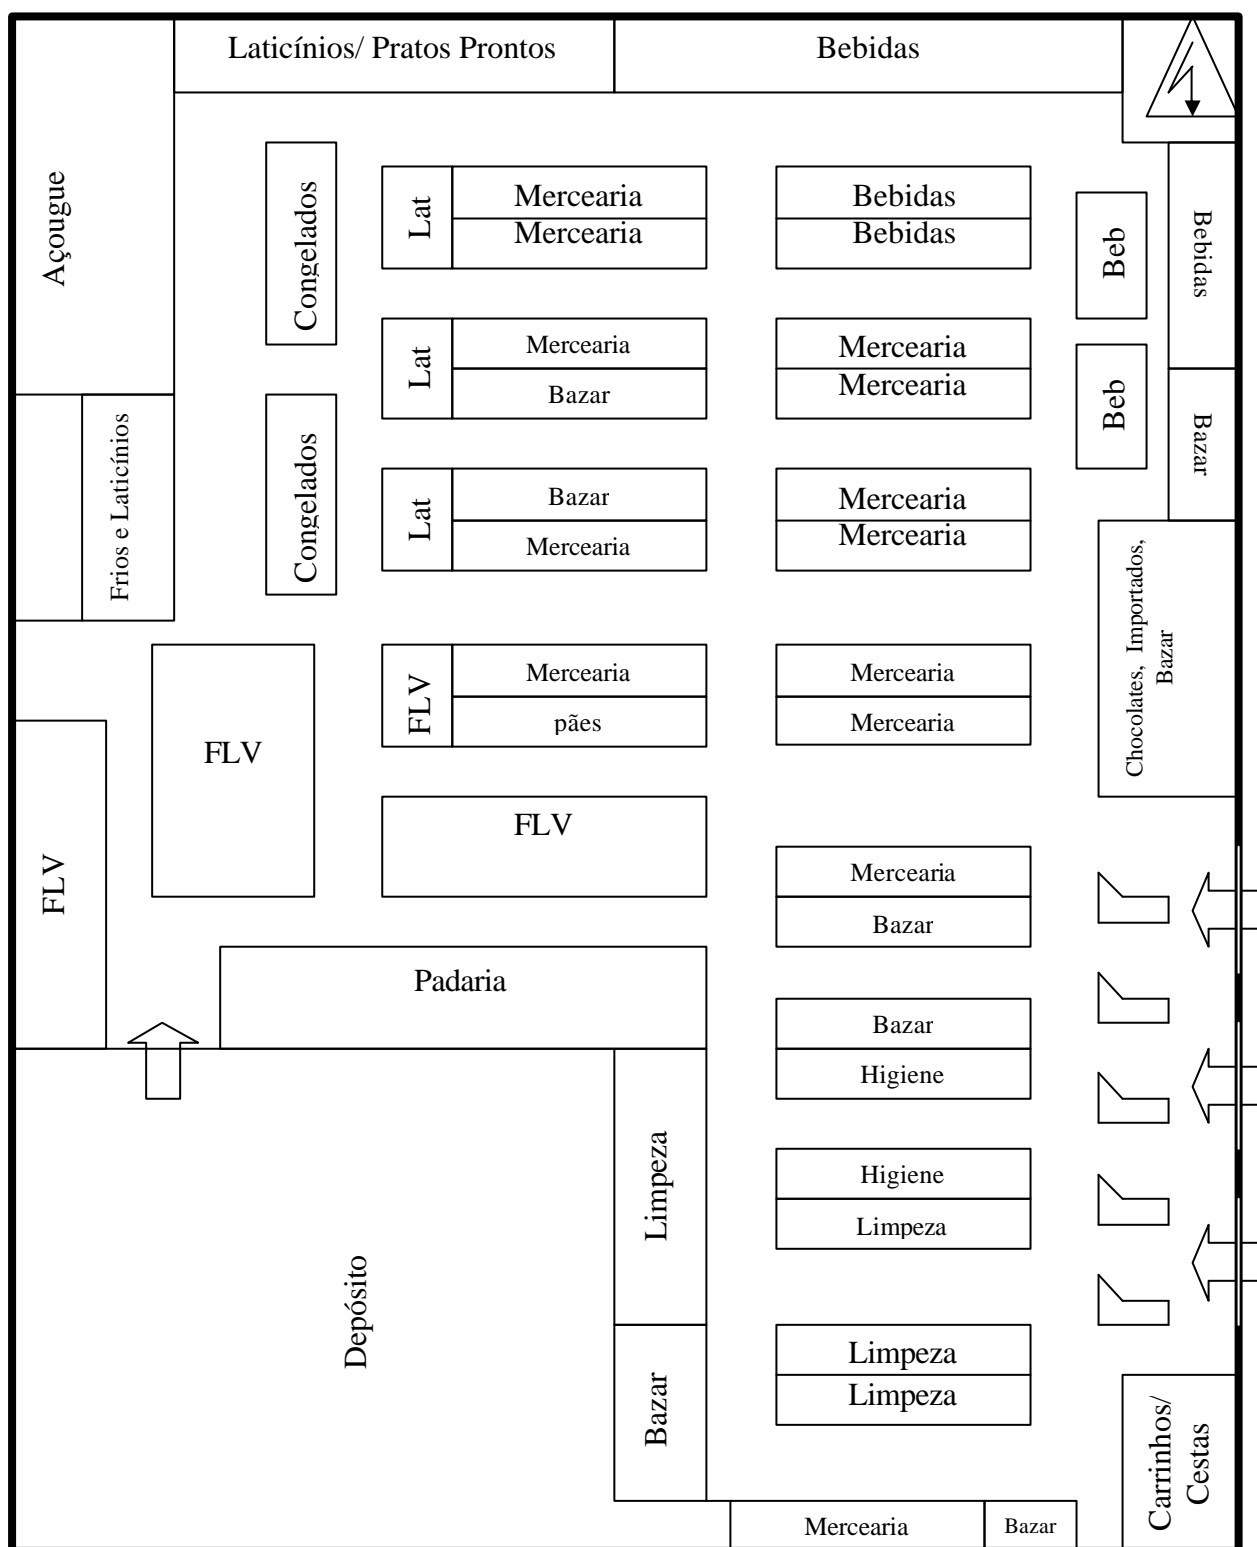 Laticínios/ Pratos Prontos
Bebidas
Açougue
Congelados
Lat
Mercearia
Mercearia
Bebidas
Bebidas
Beb
Bebidas
Lat
Mercearia
Bazar
Mercearia
Mercearia
Beb
Bazar
Frios e Laticínios
Congelados
Lat
Bazar
Mercearia
Mercearia
Mercearia
Chocolates, Importados,
Bazar
FLV
FLV
Mercearia
pães
Mercearia
Mercearia
FLV
FLV
Mercearia
Bazar
Padaria
Bazar
Higiene
Limpeza
Higiene
Limpeza
Depósito
Bazar
Limpeza
Limpeza
Carrinhos/
Cestas
Mercearia
Bazar